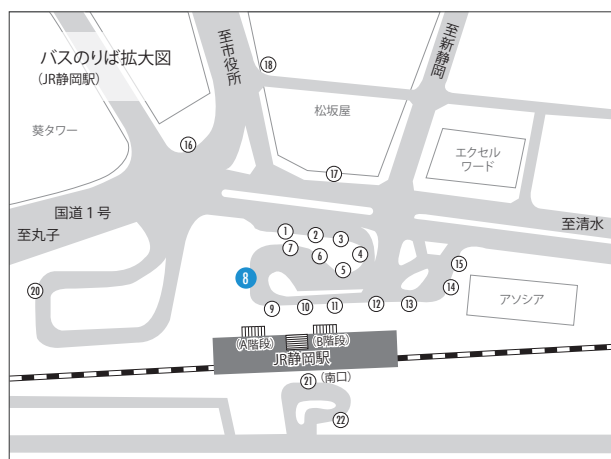 バスのりば拡大図
(JR静岡駅)
至市役所
至新静岡
18
松坂屋
葵タワー
16
エクセル
ワード
17
国道1号
至丸子
至清水
1
2
3
4
5
6
7
8
9
10
11
12
13
14
15
20
アソシア
(A階段)
(B階段)
JR静岡駅
21
(南口)
22